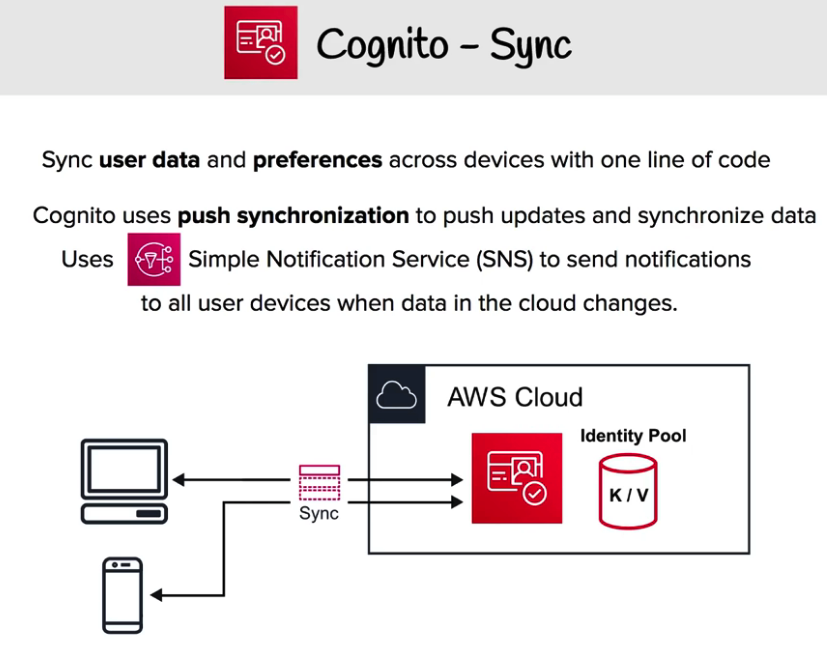 Cognito - Sync
Sync user data and preferences across devices with one line of code
Cognito uses push synchronization to push updates and synchronize data
Uses Simple Notification Service (SNS) to send notifications
to all user devices when data in the cloud changes.
AWS Cloud
Identity Pool
K / V
Sync